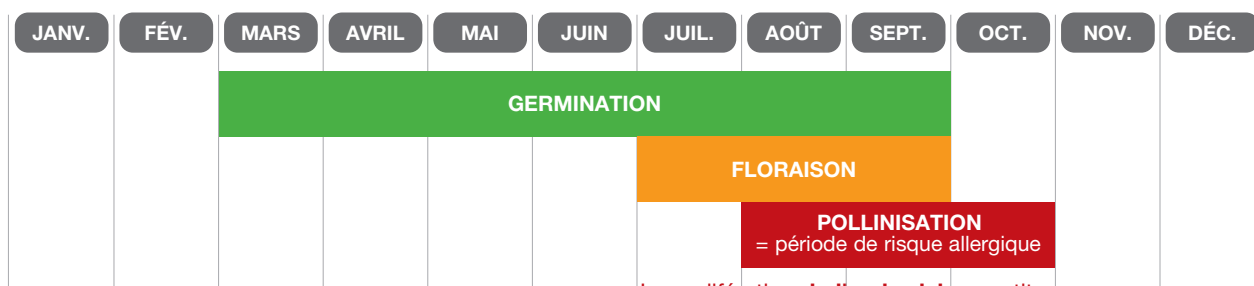 JANV. FÉV. MARS AVRIL MAI JUIN JUIL. AOÛT SEPT. OCT. NOV. DÉC.
GERMINATION
FLORAISON
POLLINISATION
= période de risque allergique